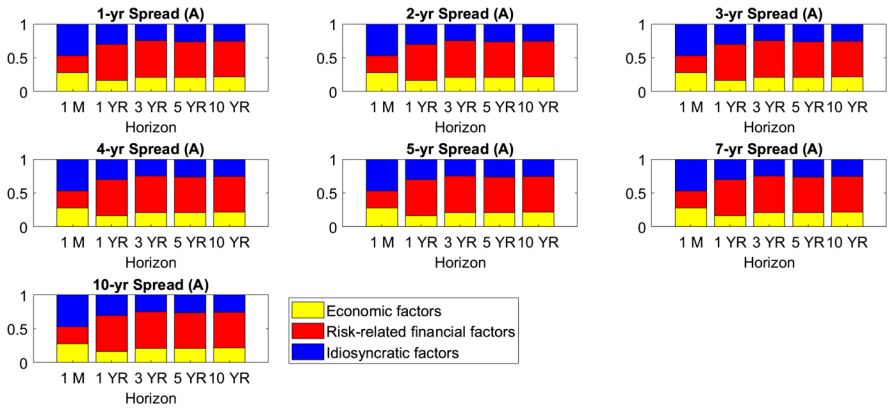 1-yr Spread (A)
1
0.5
0
1 M 1 YR 3 YR 5 YR 10 YR
Horizon
2-yr Spread (A)
1
0.5
0
1 M 1 YR 3 YR 5 YR 10 YR
Horizon
3-yr Spread (A)
1
0.5
0
1 M 1 YR 3 YR 5 YR 10 YR
Horizon
4-yr Spread (A)
1
0.5
0
1 M 1 YR 3 YR 5 YR 10 YR
Horizon
5-yr Spread (A)
1
0.5
0
1 M 1 YR 3 YR 5 YR 10 YR
Horizon
7-yr Spread (A)
1
0.5
0
1 M 1 YR 3 YR 5 YR 10 YR
Horizon
10-yr Spread (A)
1
0.5
0
1 M 1 YR 3 YR 5 YR 10 YR
Horizon
Economic factors
Risk-related financial factors
Idiosyncratic factors